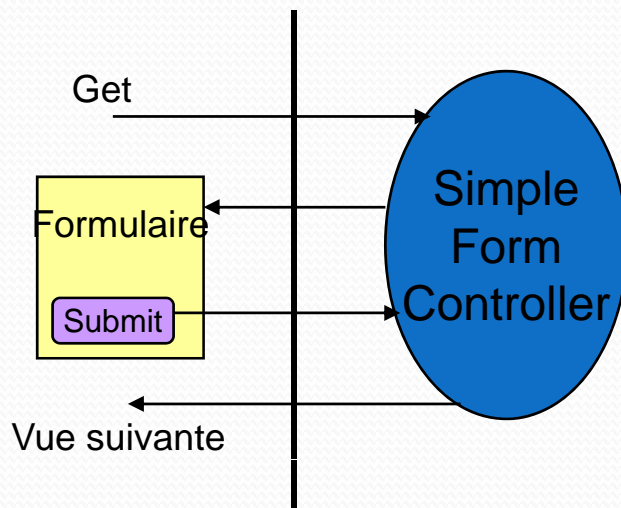 Get
Formulaire
Submit
Vue suivante
Simple
Form
Controller